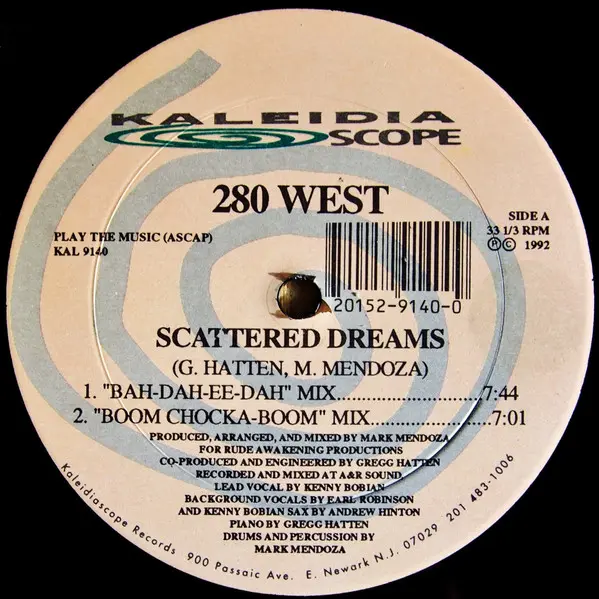 KALEIDIA
SCOPE
280 WEST
PLAY THE MUSIC (ASCAP)
KAL 9140
SIDE A
33 1/3 RPM
Ⓟ© 1992
20152-9140-0
SCATTERED DREAMS
(G. HATTEN, M. MENDOZA)
1. "BAH-DAH-EE-DAH" MIX..........................7:44
2. "BOOM CHOCKA-BOOM" MIX.....................7:01
PRODUCED, ARRANGED, AND MIXED BY MARK MENDOZA
FOR RUDE AWAKENING PRODUCTIONS
CO-PRODUCED AND ENGINEERED BY GREGG HATTEN
RECORDED AND MIXED AT A&R SOUND
LEAD VOCAL BY KENNY BOBIAN
BACKGROUND VOCALS BY EARL ROBINSON
AND KENNY BOBIAN SAX BY ANDREW HINTON
PIANO BY GREGG HATTEN
DRUMS AND PERCUSSION BY
MARK MENDOZA
Kaleidiascope Records 900 Passaic Ave. E. Newark N.J. 07029 201 483-1006